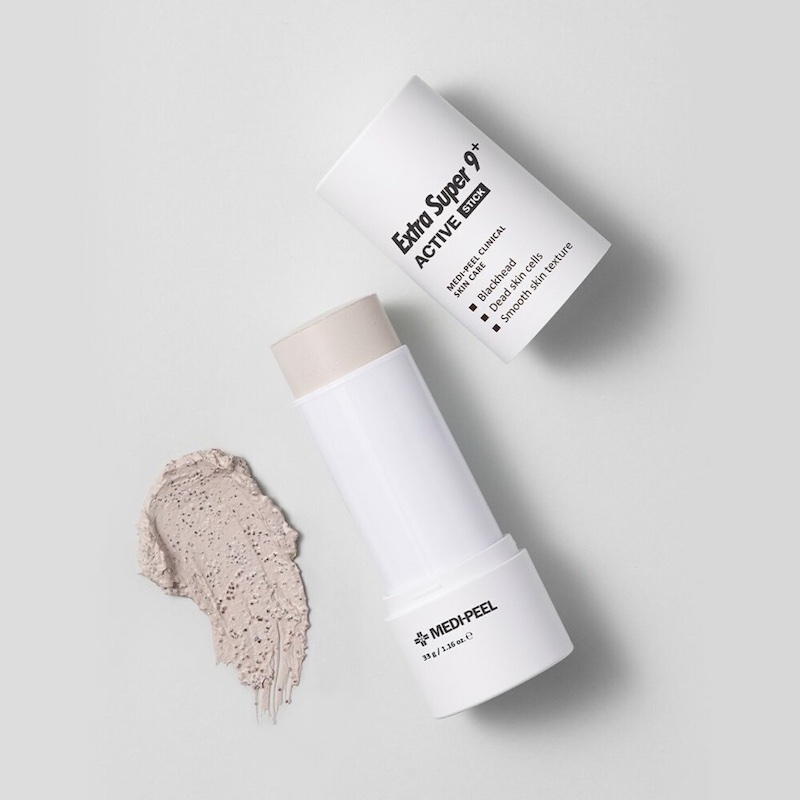 Extra Super 9+
ACTIVE STICK
MEDI-PEEL CLINICAL
SKIN CARE
■ Blackhead
■ Dead skin cells
■ Smooth skin texture
MEDI-PEEL
33 g / 1.16 oz. ℮